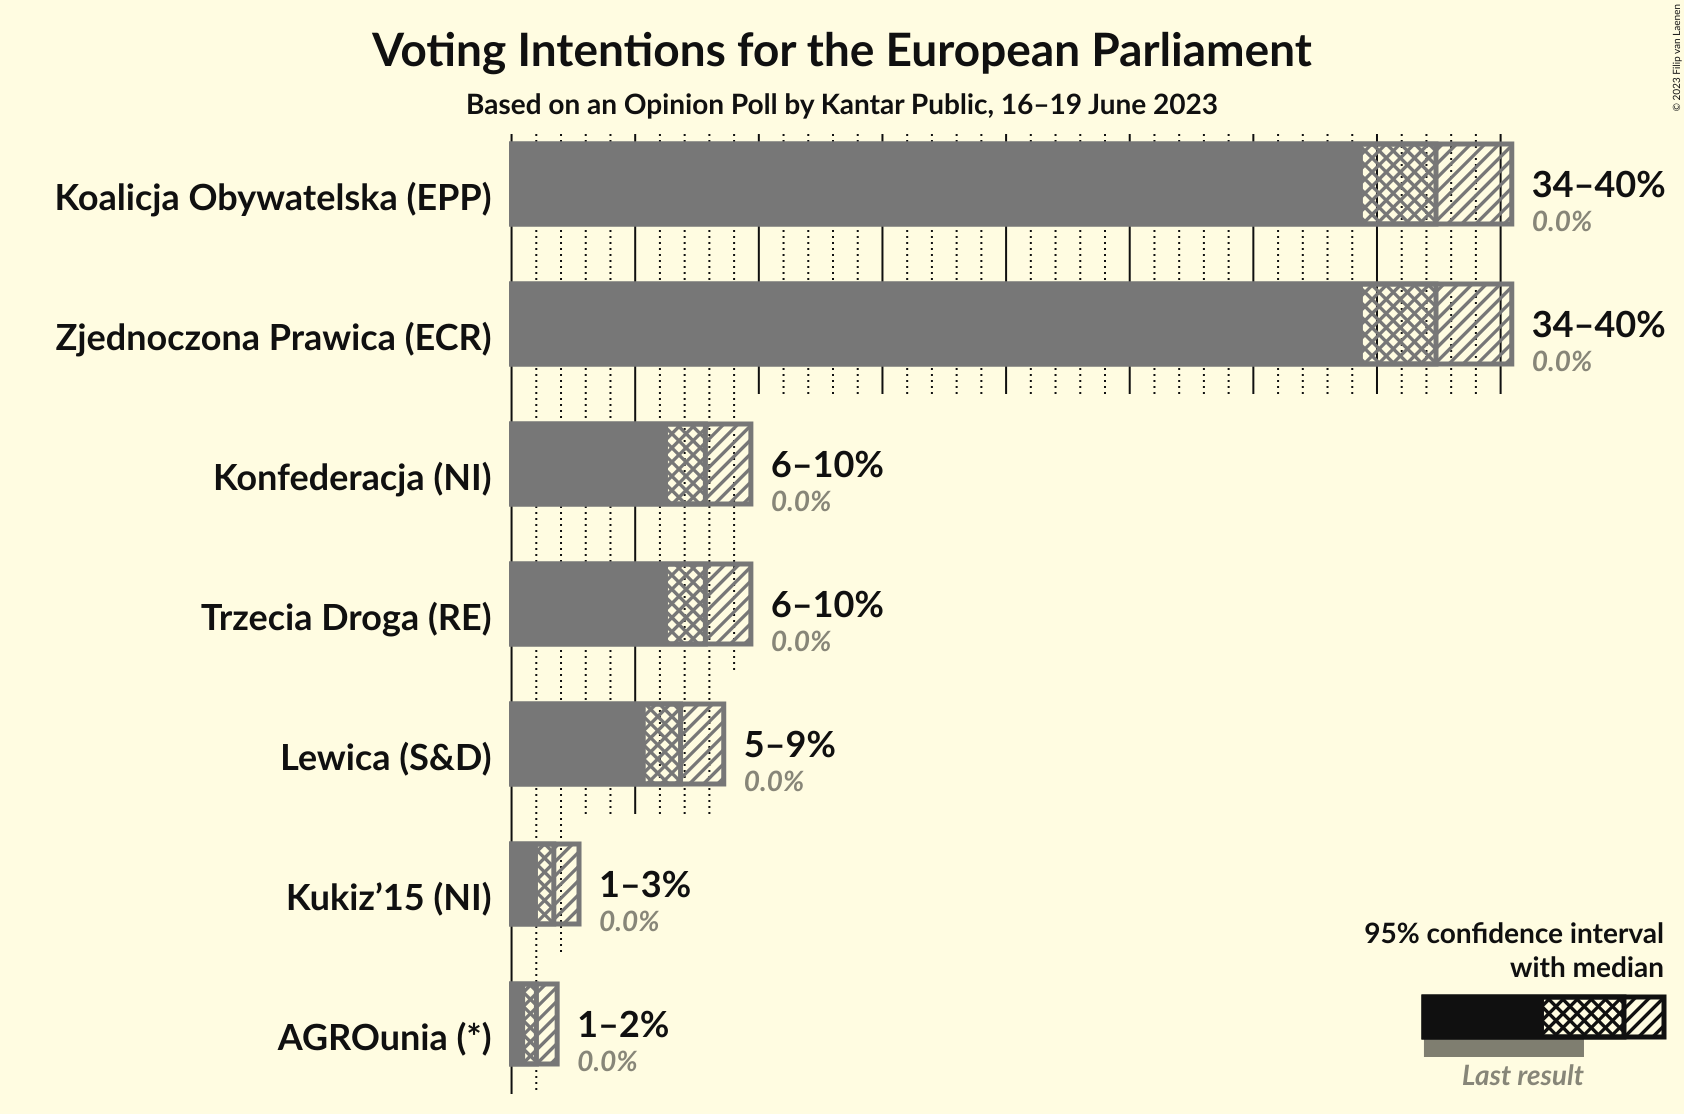 Voting Intentions for the European Parliament
Based on an Opinion Poll by Kantar Public, 16–19 June 2023
© 2023 Filip van Laenen
Koalicja Obywatelska (EPP)
34–40%
0.0%
Zjednoczona Prawica (ECR)
34–40%
0.0%
Konfederacja (NI)
6–10%
0.0%
Trzecia Droga (RE)
6–10%
0.0%
Lewica (S&D)
5–9%
0.0%
Kukiz’15 (NI)
1–3%
0.0%
AGROunia (*)
1–2%
0.0%
95% confidence interval
with median
Last result